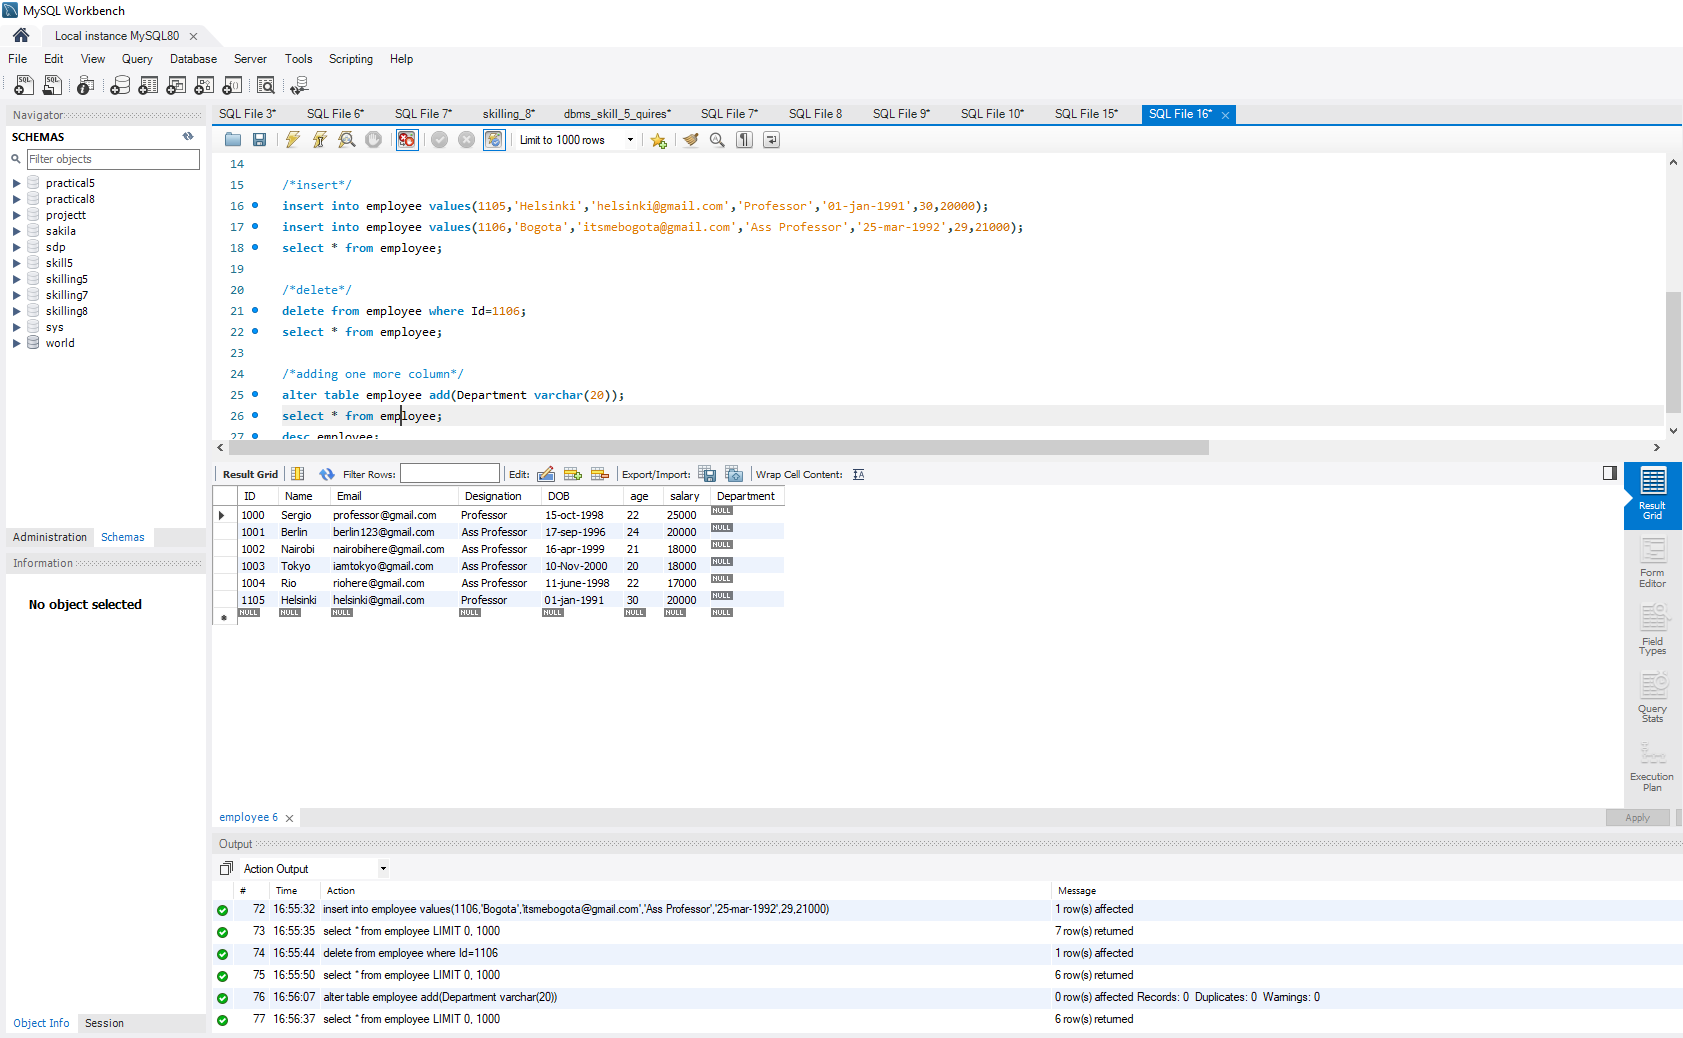 MySQL Workbench
Local instance MySQL80
File Edit View Query Database Server Tools Scripting Help
Navigator
SCHEMAS
Filter objects
practical5
practical8
projectt
sakila
sdp
skill5
skilling5
skilling7
skilling8
sys
world
Administration Schemas
Information
No object selected
Object Info Session
SQL File 3* SQL File 6* SQL File 7* skilling_8* dbms_skill_5_quires* SQL File 7* SQL File 8 SQL File 9* SQL File 10* SQL File 15* SQL File 16*
Limit to 1000 rows
14
15 /*insert*/
16 insert into employee values(1105,'Helsinki','helsinki@gmail.com','Professor','01-jan-1991',30,20000);
17 insert into employee values(1106,'Bogota','itsmebogota@gmail.com','Ass Professor','25-mar-1992',29,21000);
18 select * from employee;
19
20 /*delete*/
21 delete from employee where Id=1106;
22 select * from employee;
23
24 /*adding one more column*/
25 alter table employee add(Department varchar(20));
26 select * from employee;
27 desc employee;
Result Grid Filter Rows: Edit: Export/Import: Wrap Cell Content:
ID Name Email Designation DOB age salary Department
1000 Sergio professor@gmail.com Professor 15-oct-1998 22 25000 NULL
1001 Berlin berlin123@gmail.com Ass Professor 17-sep-1996 24 20000 NULL
1002 Nairobi nairobihere@gmail.com Ass Professor 16-apr-1999 21 18000 NULL
1003 Tokyo iamtokyo@gmail.com Ass Professor 10-Nov-2000 20 18000 NULL
1004 Rio riohere@gmail.com Ass Professor 11-june-1998 22 17000 NULL
1105 Helsinki helsinki@gmail.com Professor 01-jan-1991 30 20000 NULL
NULL NULL NULL NULL NULL NULL NULL NULL
Result
Grid
Form
Editor
Field
Types
Query
Stats
Execution
Plan
employee 6
Apply
Output
Action Output
# Time Action Message
72 16:55:32 insert into employee values(1106,'Bogota','itsmebogota@gmail.com','Ass Professor','25-mar-1992',29,21000) 1 row(s) affected
73 16:55:35 select * from employee LIMIT 0, 1000 7 row(s) returned
74 16:55:44 delete from employee where Id=1106 1 row(s) affected
75 16:55:50 select * from employee LIMIT 0, 1000 6 row(s) returned
76 16:56:07 alter table employee add(Department varchar(20)) 0 row(s) affected Records: 0 Duplicates: 0 Warnings: 0
77 16:56:37 select * from employee LIMIT 0, 1000 6 row(s) returned